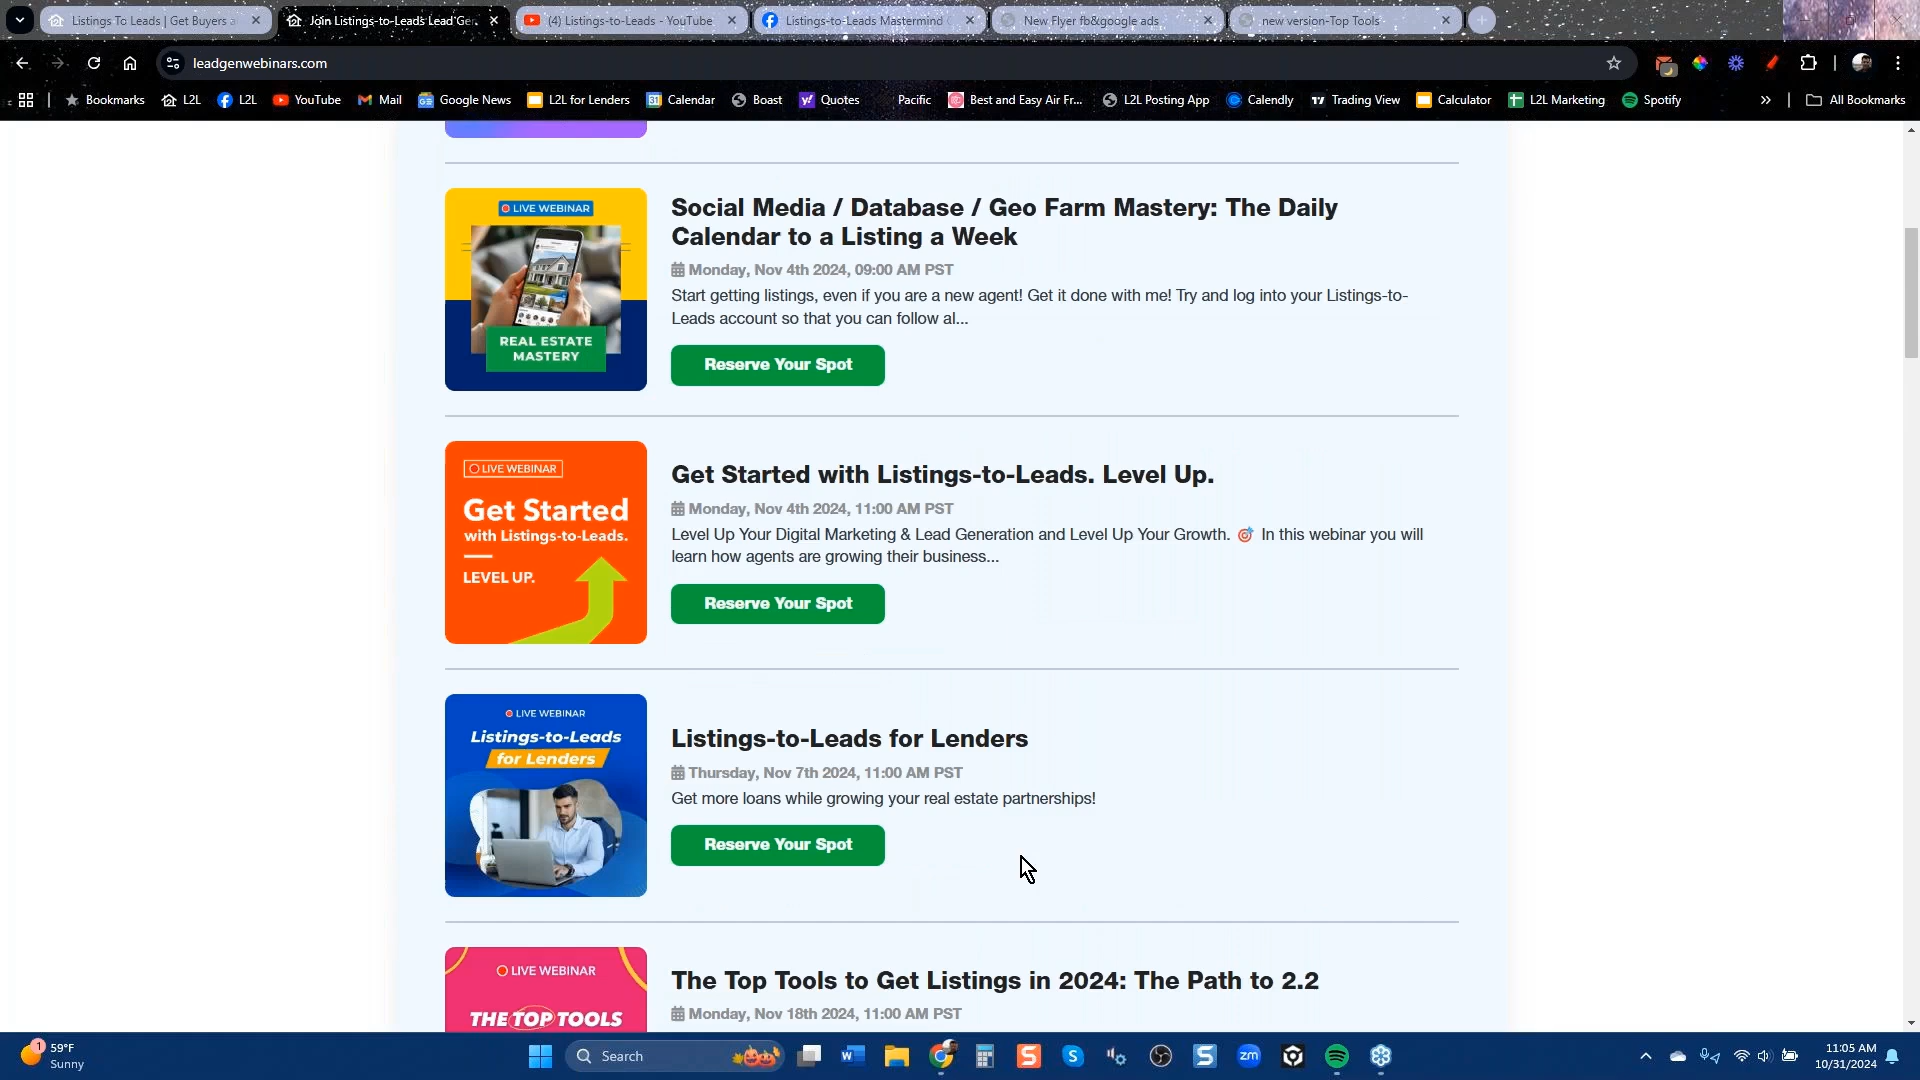 Listings To Leads | Get Buyers a
Join Listings-to-Leads Lead Gen
(4) Listings-to-Leads - YouTube
Listings-to-Leads Mastermind
New Flyer fb&google ads
new version-Top Tools
leadgenwebinars.com
Bookmarks
L2L
L2L
YouTube
Mail
Google News
L2L for Lenders
31
Calendar
Boast
Quotes
Pacific
Best and Easy Air Fr...
L2L Posting App
Calendly
Trading View
Calculator
L2L Marketing
Spotify
»
All Bookmarks
LIVE WEBINAR
REAL ESTATE
MASTERY
Social Media / Database / Geo Farm Mastery: The Daily
Calendar to a Listing a Week
Monday, Nov 4th 2024, 09:00 AM PST
Start getting listings, even if you are a new agent! Get it done with me! Try and log into your Listings-to-
Leads account so that you can follow al...
Reserve Your Spot
LIVE WEBINAR
Get Started
with Listings-to-Leads.
LEVEL UP.
Get Started with Listings-to-Leads. Level Up.
Monday, Nov 4th 2024, 11:00 AM PST
Level Up Your Digital Marketing & Lead Generation and Level Up Your Growth. 🎯 In this webinar you will
learn how agents are growing their business...
Reserve Your Spot
LIVE WEBINAR
Listings-to-Leads
for Lenders
Listings-to-Leads for Lenders
Thursday, Nov 7th 2024, 11:00 AM PST
Get more loans while growing your real estate partnerships!
Reserve Your Spot
LIVE WEBINAR
THE TOP TOOLS
The Top Tools to Get Listings in 2024: The Path to 2.2
Monday, Nov 18th 2024, 11:00 AM PST
1
59°F
Sunny
Search
zm
11:05 AM
10/31/2024